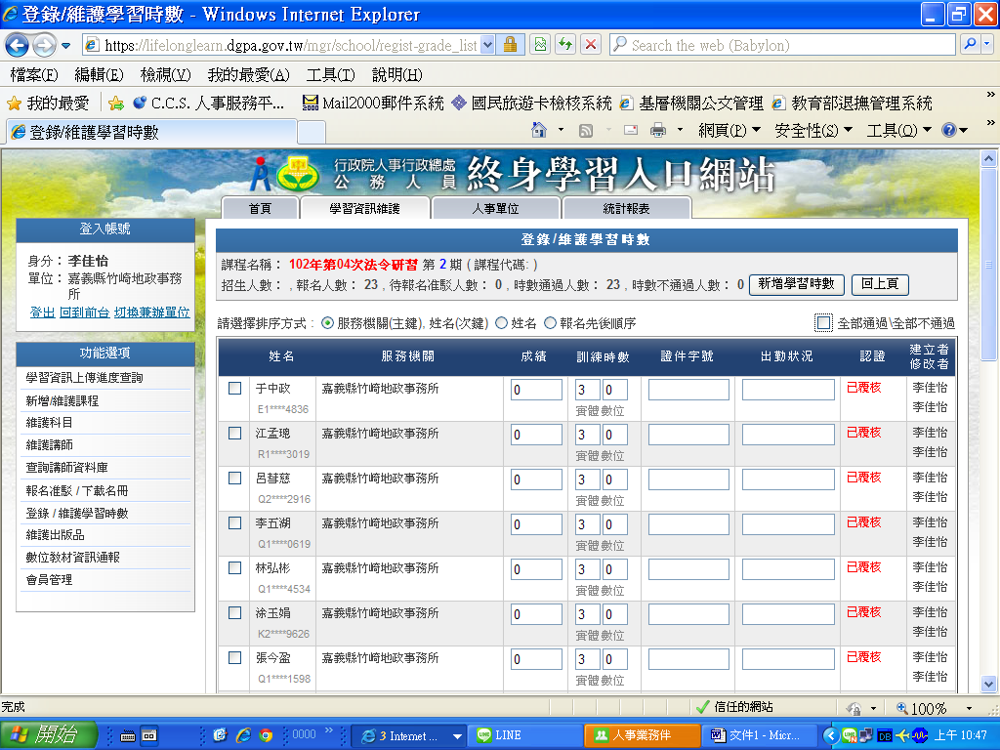 登錄/維護學習時數 - Windows Internet Explorer
https://lifelonglearn.dgpa.gov.tw/mgr/school/regist-grade_list
Search the web (Babylon)
檔案(F) 編輯(E) 檢視(V) 我的最愛(A) 工具(T) 說明(H)
我的最愛 C.C.S. 人事服務平... Mail2000郵件系統 國民旅遊卡檢核系統 基層機關公文管理 教育部退撫管理系統 »
登錄/維護學習時數
網頁(P) 安全性(S) 工具(O) »
行政院人事行政總處
公務人員 終身學習入口網站
首頁 學習資訊維護 人事單位 統計報表
登入帳號
身分： 李佳怡
單位： 嘉義縣竹崎地政事務所
登出 回到前台 切換兼辦單位
功能選項
學習資訊上傳進度查詢
新增/維護課程
維護科目
維護講師
查詢講師資料庫
報名准駁 / 下載名冊
登錄 / 維護學習時數
維護出版品
數位教材資訊通報
會員管理
登錄/維護學習時數
課程名稱： 102年第04次法令研習 第 2 期 ( 課程代碼: )
招生人數： , 報名人數： 23 , 待報名准駁人數： 0 , 時數通過人數： 23 , 時數不通過人數： 0 新增學習時數 回上頁
請選擇排序方式 : 服務機關(主鍵), 姓名(次鍵) 姓名 報名先後順序 全部通過\全部不通過
姓名 服務機關 成績 訓練時數 證件字號 出勤狀況 認證 建立者
修改者
于中政 嘉義縣竹崎地政事務所 0 3 0 已覆核 李佳怡
E1****4836 實體 數位 李佳怡
江孟璁 嘉義縣竹崎地政事務所 0 3 0 已覆核 李佳怡
R1****3019 實體 數位 李佳怡
呂彗慈 嘉義縣竹崎地政事務所 0 3 0 已覆核 李佳怡
Q2****2916 實體 數位 李佳怡
李五湖 嘉義縣竹崎地政事務所 0 3 0 已覆核 李佳怡
Q1****0619 實體 數位 李佳怡
林弘彬 嘉義縣竹崎地政事務所 0 3 0 已覆核 李佳怡
Q1****4534 實體 數位 李佳怡
涂玉娟 嘉義縣竹崎地政事務所 0 3 0 已覆核 李佳怡
K2****9626 實體 數位 李佳怡
張今盈 嘉義縣竹崎地政事務所 0 3 0 已覆核 李佳怡
Q1****1598 實體 數位 李佳怡
完成 信任的網站 100%
開始 0000 » 3 Internet ... LINE 人事業務伴 文件1 - Micr... 上午 10:47